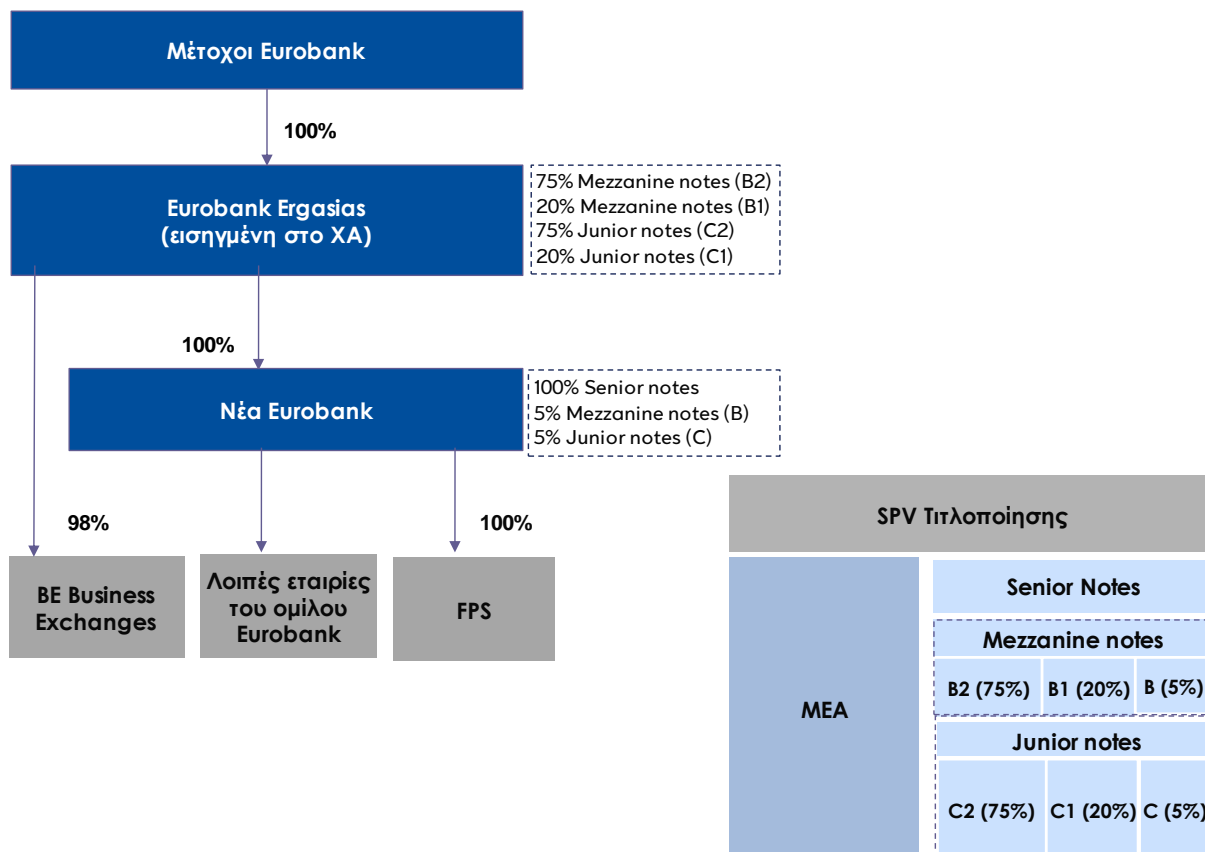 Μέτοχοι Eurobank
100%
Eurobank Ergasias
(εισηγμένη στο ΧΑ)
75% Mezzanine notes (B2)
20% Mezzanine notes (B1)
75% Junior notes (C2)
20% Junior notes (C1)
100%
Νέα Eurobank
100% Senior notes
5% Mezzanine notes (B)
5% Junior notes (C)
98%
100%
BE Business
Exchanges
Λοιπές εταιρίες
του ομίλου
Eurobank
FPS
SPV Τιτλοποίησης
ΜΕΑ
Senior Notes
Mezzanine notes
B2 (75%) B1 (20%) B (5%)
Junior notes
C2 (75%) C1 (20%) C (5%)